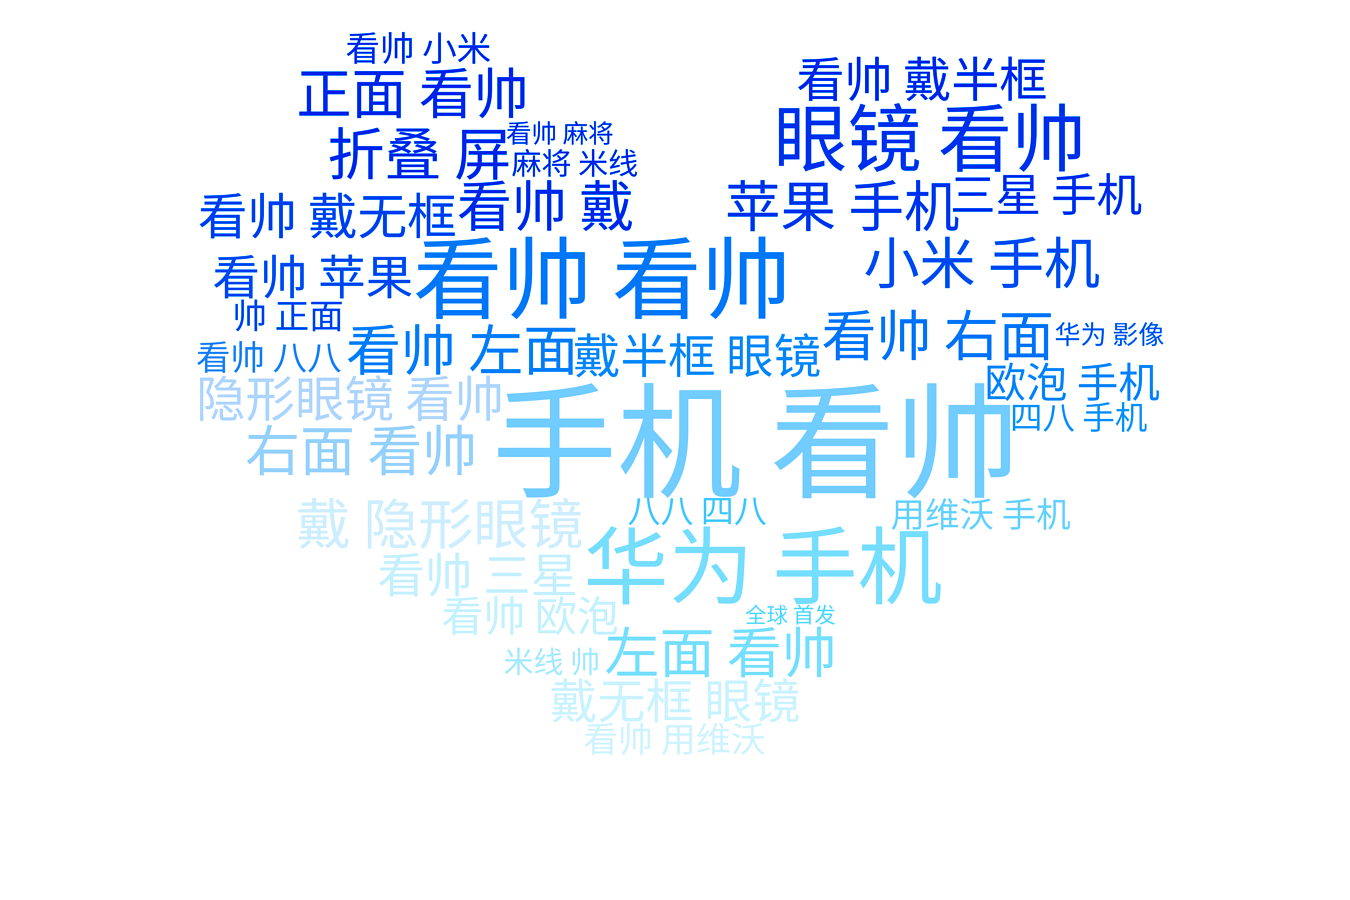 看帅 小米
正面 看帅
看帅 戴半框
眼镜 看帅
折叠 屏
看帅 麻将
麻将 米线
看帅 戴无框
看帅 戴
苹果 手机
三星 手机
看帅 苹果
看帅 看帅
小米 手机
帅 正面
看帅 八八
看帅 左面
戴半框 眼镜
看帅 右面
华为 影像
隐形眼镜 看帅
手机 看帅
欧泡 手机
四八 手机
右面 看帅
戴 隐形眼镜
八八 四八
用维沃 手机
看帅 三星
华为 手机
看帅 欧泡
全球 首发
米线 帅
左面 看帅
戴无框 眼镜
看帅 用维沃